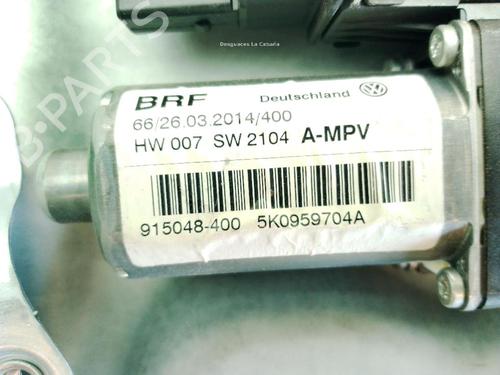 Desguaces La Cabaña
B-PARTS
BRF Deutschland
66/26.03.2014/400
HW 007 SW 2104 A-MPV
915048-400 5K0959704A